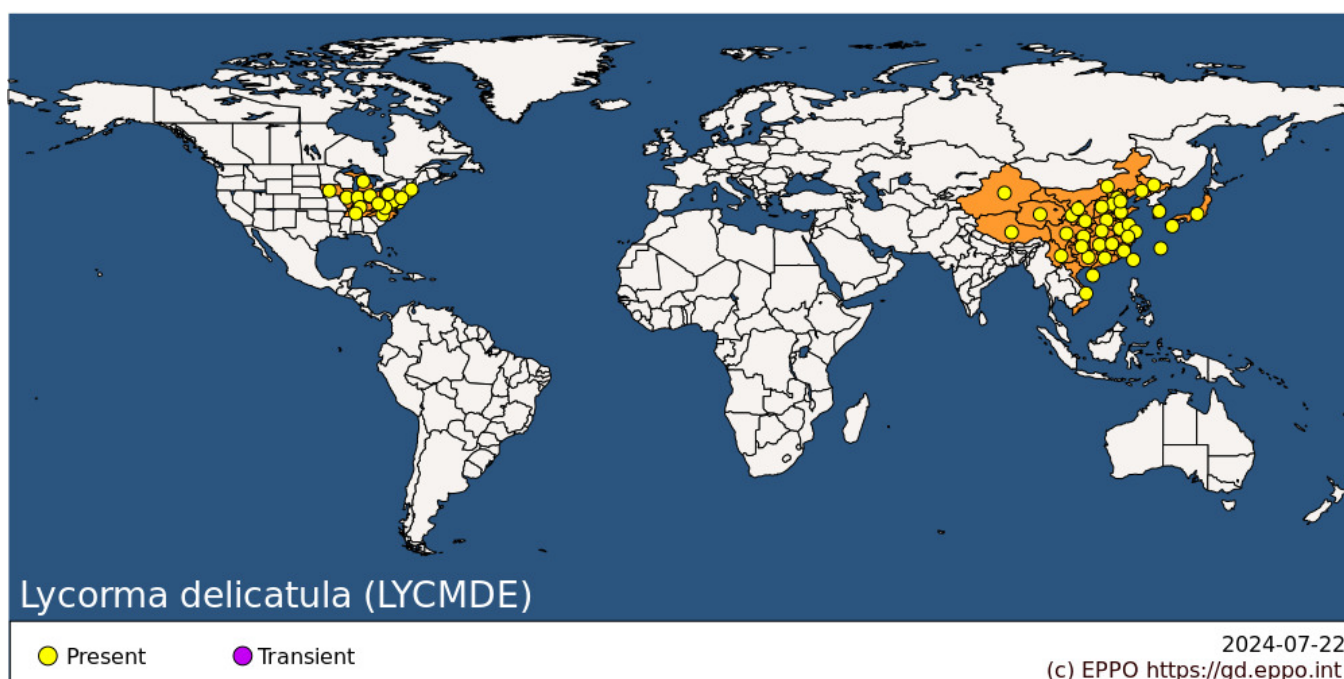 Lycorma delicatula (LYCMDE)
Present
Transient
2024-07-22
(c) EPPO https://gd.eppo.int